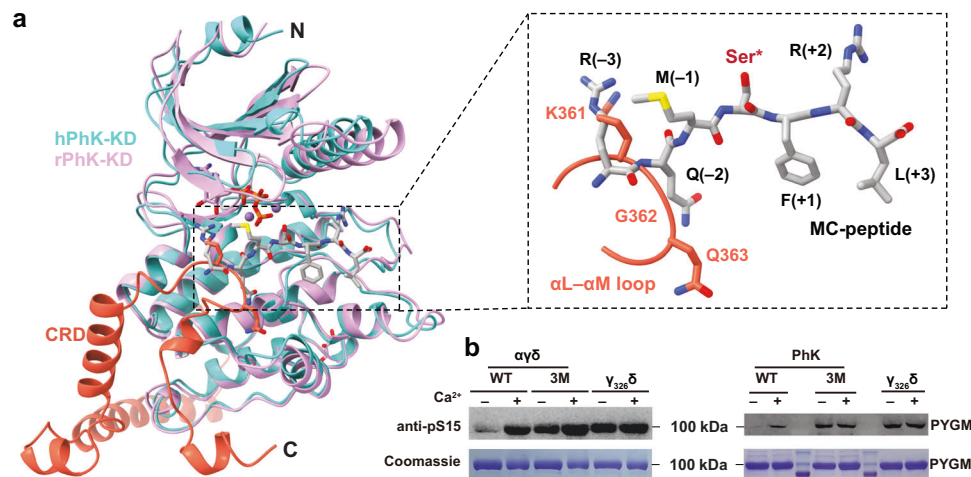 a
N
hPhK-KD
rPhK-KD
CRD
C
R(–3)
M(–1)
Ser*
R(+2)
K361
Q(–2)
L(+3)
G362
F(+1)
MC-peptide
Q363
αL–αM loop
b
αγδ
PhK
WT 3M γ326δ WT 3M γ326δ
Ca2+ – + – + – + – + – + – +
anti-pS15 – 100 kDa – PYGM
Coomassie – 100 kDa – PYGM